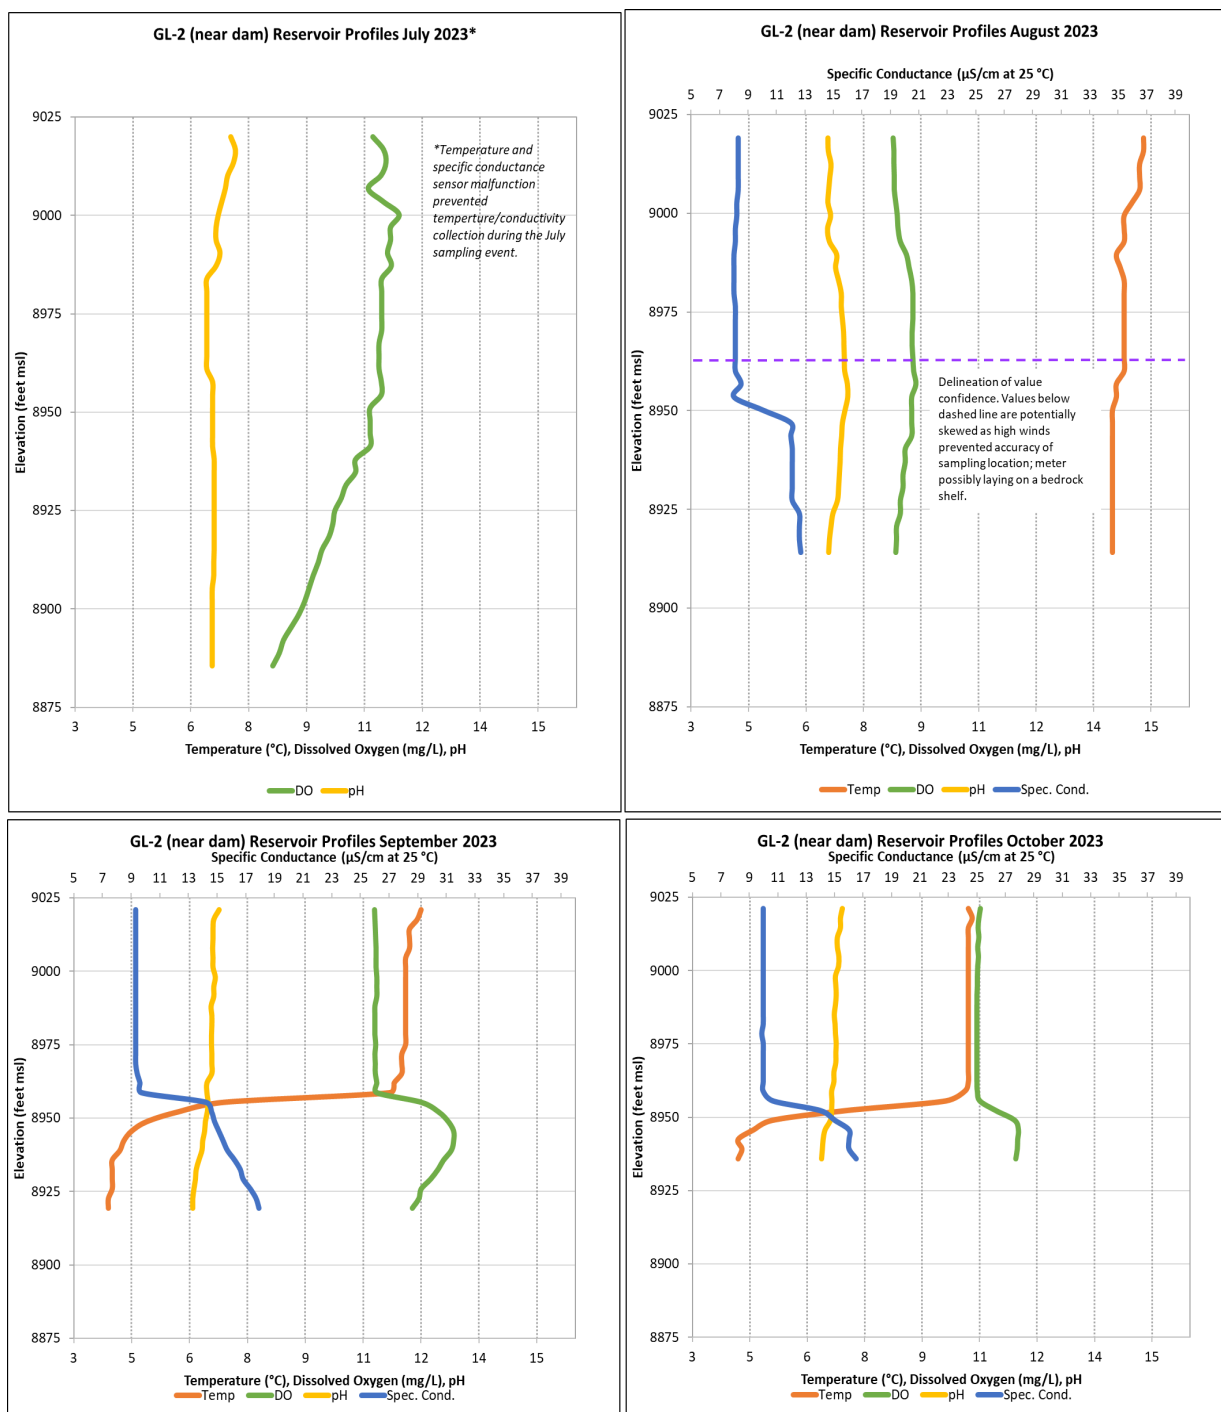 GL-2 (near dam) Reservoir Profiles July 2023*
9025
9000
8975
8950
8925
8900
8875
Elevation (feet msl)
*Temperature and
specific conductance
sensor malfunction
prevented
temperture/conductivity
collection during the July
sampling event.
3 5 6 8 9 11 12 14 15
Temperature (°C), Dissolved Oxygen (mg/L), pH
DO pH
GL-2 (near dam) Reservoir Profiles August 2023
Specific Conductance (µS/cm at 25 °C)
5 7 9 11 13 15 17 19 21 23 25 27 29 31 33 35 37 39
9025
9000
8975
8950
8925
8900
8875
Elevation (feet msl)
Delineation of value
confidence. Values below
dashed line are potentially
skewed as high winds
prevented accuracy of
sampling location; meter
possibly laying on a bedrock
shelf.
3 5 6 8 9 11 12 14 15
Temperature (°C), Dissolved Oxygen (mg/L), pH
Temp DO pH Spec. Cond.
GL-2 (near dam) Reservoir Profiles September 2023
Specific Conductance (µS/cm at 25 °C)
5 7 9 11 13 15 17 19 21 23 25 27 29 31 33 35 37 39
9025
9000
8975
8950
8925
8900
8875
Elevation (feet msl)
3 5 6 8 9 11 12 14 15
Temperature (°C), Dissolved Oxygen (mg/L), pH
Temp DO pH Spec. Cond.
GL-2 (near dam) Reservoir Profiles October 2023
Specific Conductance (µS/cm at 25 °C)
5 7 9 11 13 15 17 19 21 23 25 27 29 31 33 35 37 39
9025
9000
8975
8950
8925
8900
8875
Elevation (feet msl)
3 5 6 8 9 11 12 14 15
Temperature (°C), Dissolved Oxygen (mg/L), pH
Temp DO pH Spec. Cond.